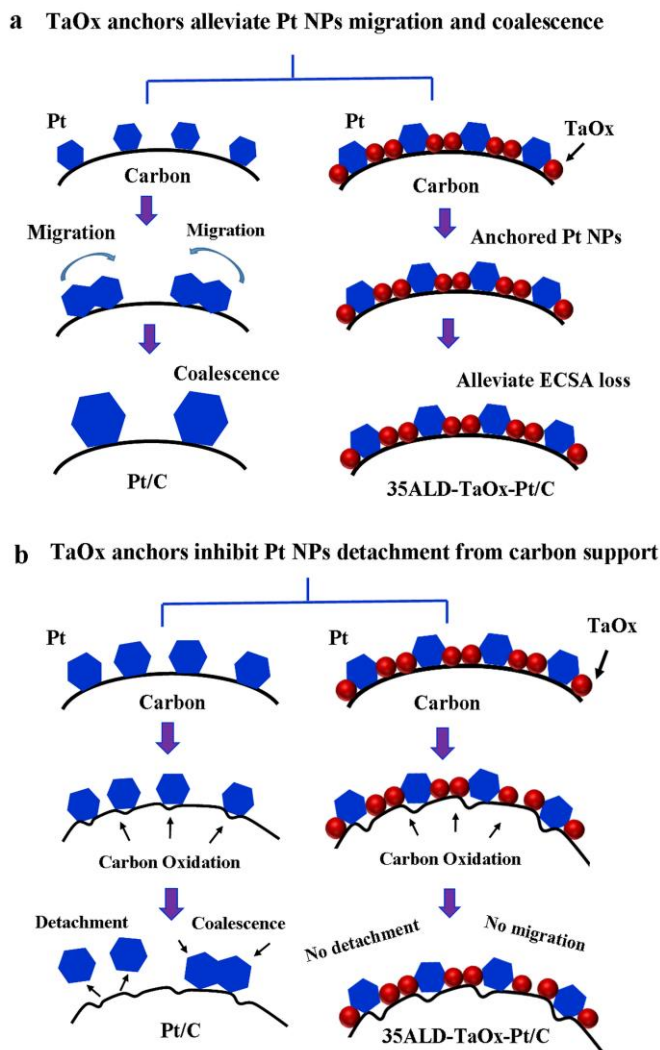 a TaOx anchors alleviate Pt NPs migration and coalescence
Pt
Carbon
Migration
Migration
Coalescence
Pt/C
Pt
TaOx
Carbon
Anchored Pt NPs
Alleviate ECSA loss
35ALD-TaOx-Pt/C
b TaOx anchors inhibit Pt NPs detachment from carbon support
Pt
Carbon
Carbon Oxidation
Detachment
Coalescence
Pt/C
Pt
TaOx
Carbon
Carbon Oxidation
No detachment
No migration
35ALD-TaOx-Pt/C